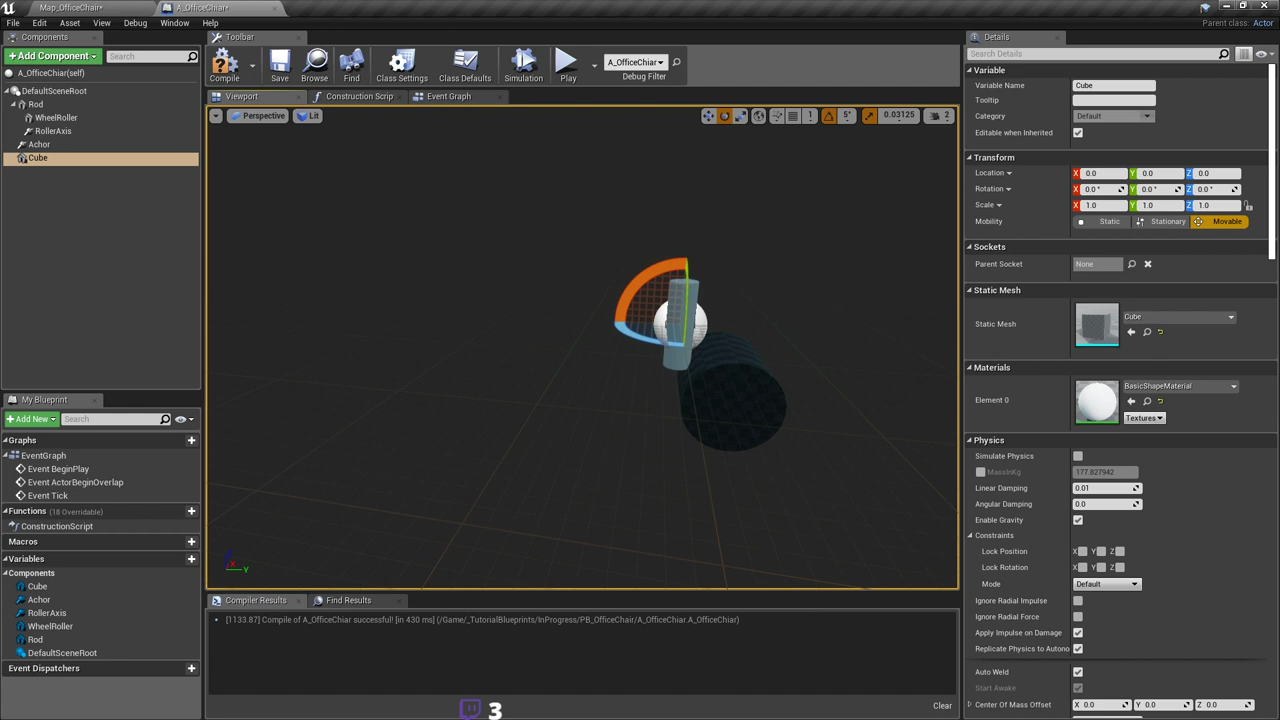 Map_OfficeChiar*
A_OfficeChiar*
File Edit Asset View Debug Window Help
Parent class: Actor
Components
+ Add Component
Search
A_OfficeChiar(self)
DefaultSceneRoot
Rod
WheelRoller
RollerAxis
Achor
Cube
My Blueprint
+ Add New
Search
Graphs
EventGraph
Event BeginPlay
Event ActorBeginOverlap
Event Tick
Functions (18 Overridable)
ConstructionScript
Macros
Variables
Components
Cube
Achor
RollerAxis
WheelRoller
Rod
DefaultSceneRoot
Event Dispatchers
Toolbar
Compile
Save
Browse
Find
Class Settings
Class Defaults
Simulation
Play
A_OfficeChiar
Debug Filter
Viewport
Construction Scrip
Event Graph
Perspective
Lit
1
5°
0.03125
2
X
Y
Compiler Results
Find Results
[1133.87] Compile of A_OfficeChiar successful! [in 430 ms] (/Game/_TutorialBlueprints/InProgress/PB_OfficeChair/A_OfficeChiar.A_OfficeChiar)
3
Clear
Details
Search Details
Variable
Variable Name Cube
Tooltip
Category Default
Editable when Inherited
Transform
Location X 0.0 Y 0.0 Z 0.0
Rotation X 0.0 ° Y 0.0 ° Z 0.0 °
Scale X 1.0 Y 1.0 Z 1.0
Mobility Static Stationary Movable
Sockets
Parent Socket None
Static Mesh
Static Mesh Cube
Materials
Element 0 BasicShapeMaterial
Textures
Physics
Simulate Physics
MassInKg 177.827942
Linear Damping 0.01
Angular Damping 0.0
Enable Gravity
Constraints
Lock Position X Y Z
Lock Rotation X Y Z
Mode Default
Ignore Radial Impulse
Ignore Radial Force
Apply Impulse on Damage
Replicate Physics to Autono
Auto Weld
Start Awake
Center Of Mass Offset X 0.0 Y 0.0 Z 0.0